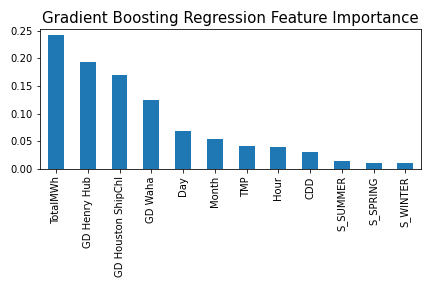 Gradient Boosting Regression Feature Importance
0.25
0.20
0.15
0.10
0.05
0.00
TotalMWh
GD Henry Hub
GD Houston ShipChl
GD Waha
Day
Month
TMP
Hour
CDD
S_SUMMER
S_SPRING
S_WINTER